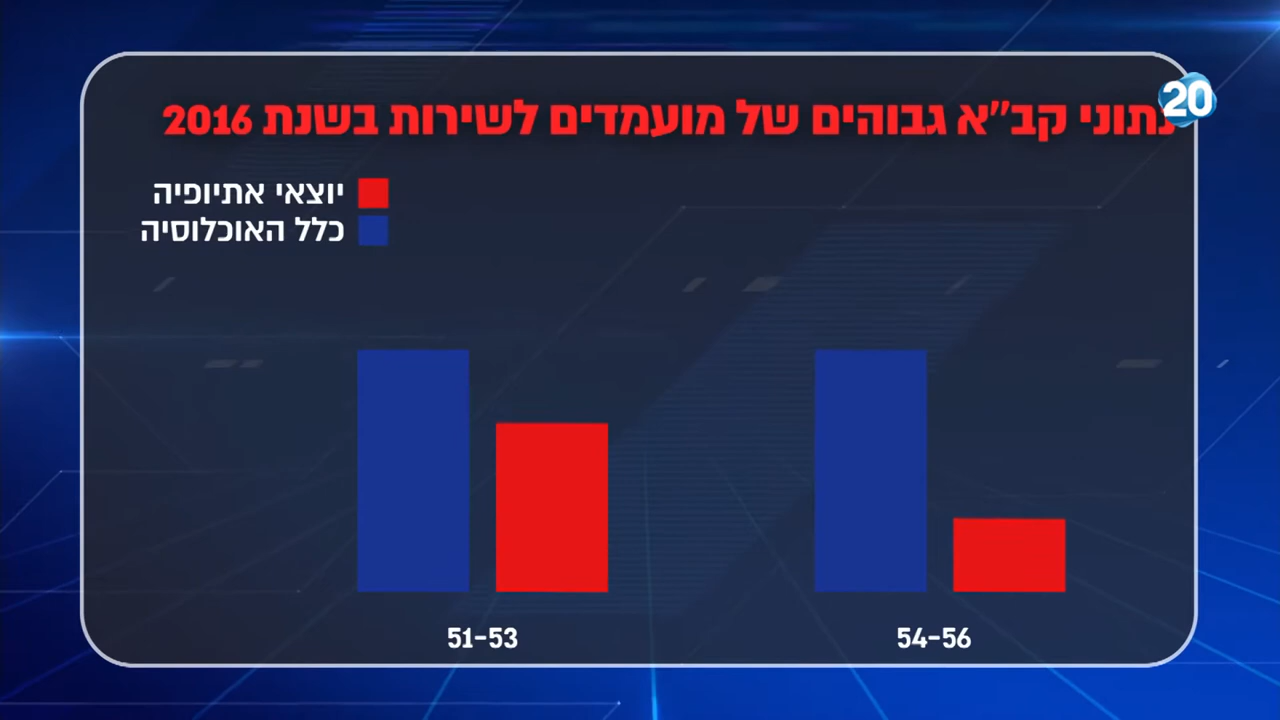 נתוני קב"א גבוהים של מועמדים לשירות בשנת 2016
20
יוצאי אתיופיה
כלל האוכלוסיה
51-53
54-56